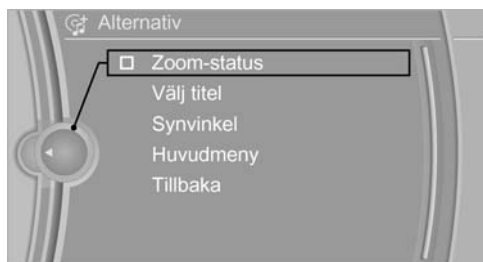 Alternativ
Zoom-status
Välj titel
Synvinkel
Huvudmeny
Tillbaka